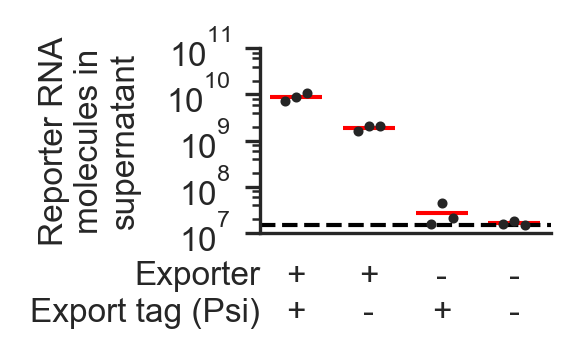 Reporter RNA
molecules in
supernatant
10^11
10^10
10^9
10^8
10^7
Exporter + + - -
Export tag (Psi) + - + -